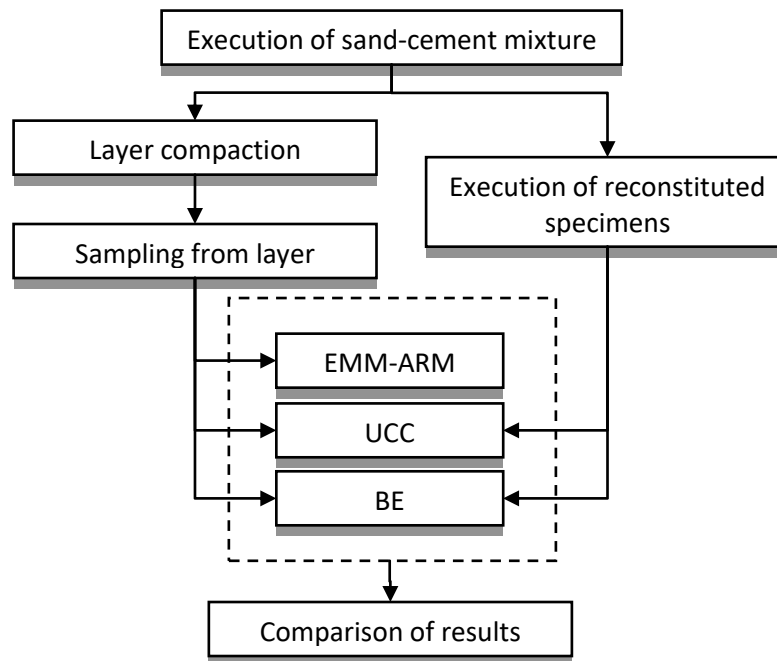 Execution of sand-cement mixture
Layer compaction
Execution of reconstituted
specimens
Sampling from layer
EMM-ARM
UCC
BE
Comparison of results